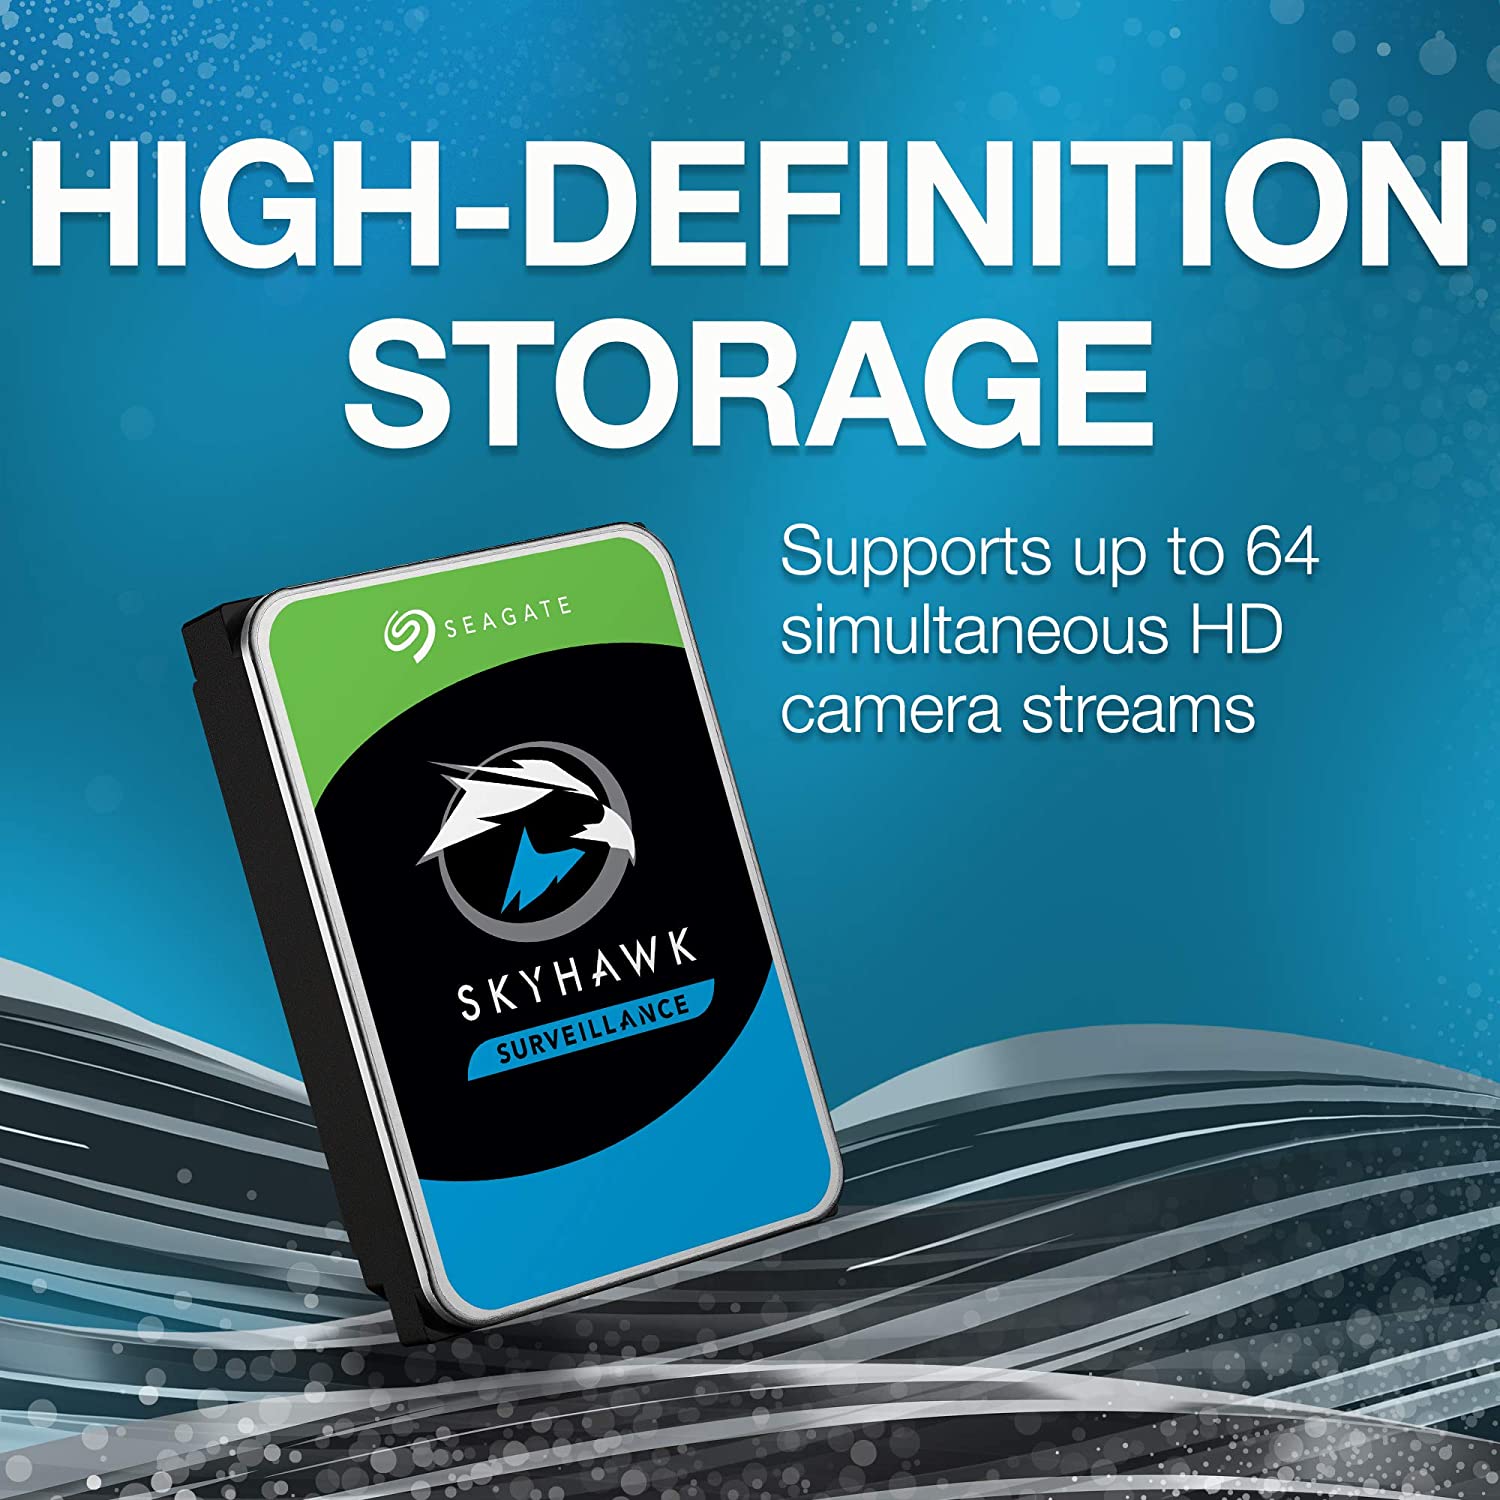 HIGH-DEFINITION
STORAGE
Supports up to 64
simultaneous HD
camera streams
SEAGATE
SKYHAWK
SURVEILLANCE